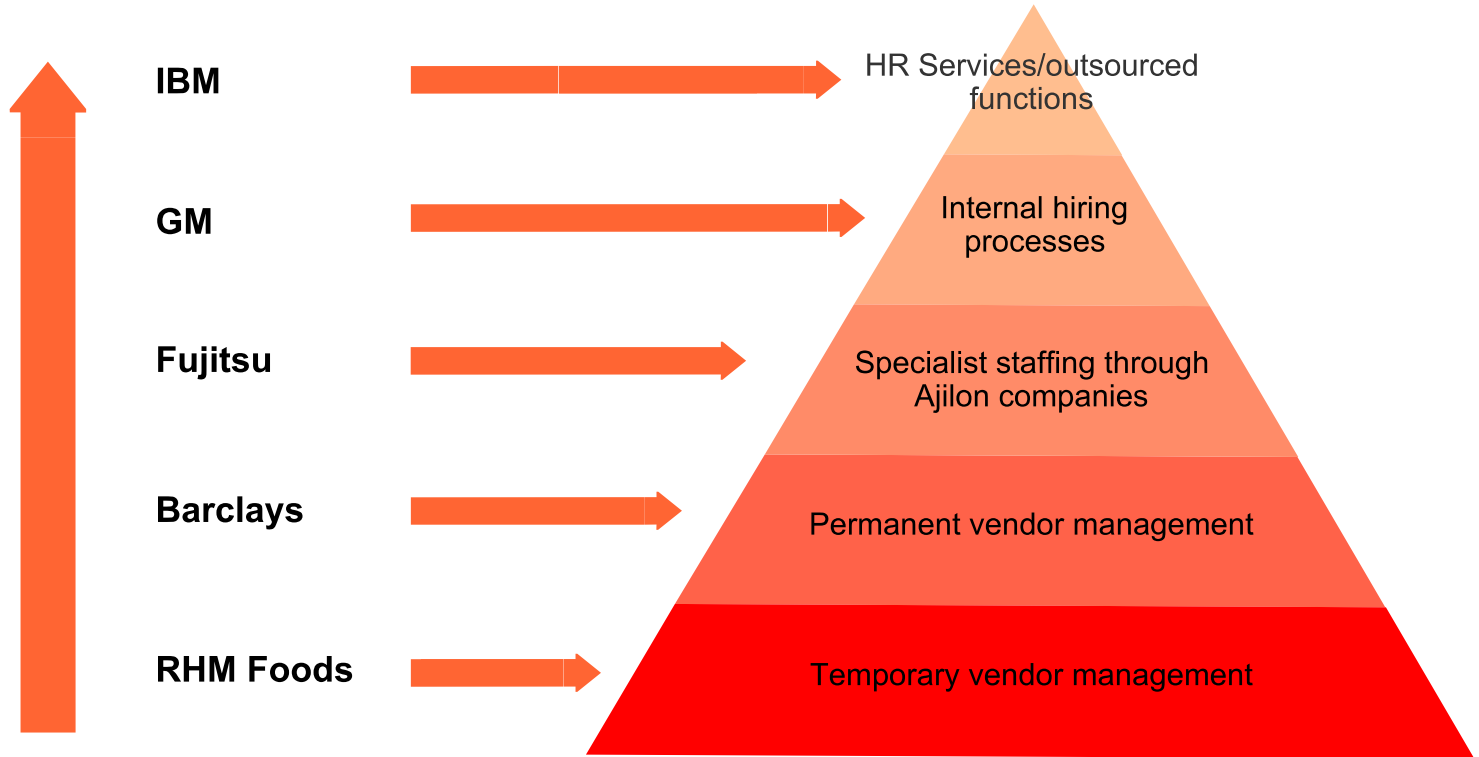 IBM
HR Services/outsourced
functions
GM
Internal hiring
processes
Fujitsu
Specialist staffing through
Ajilon companies
Barclays
Permanent vendor management
RHM Foods
Temporary vendor management